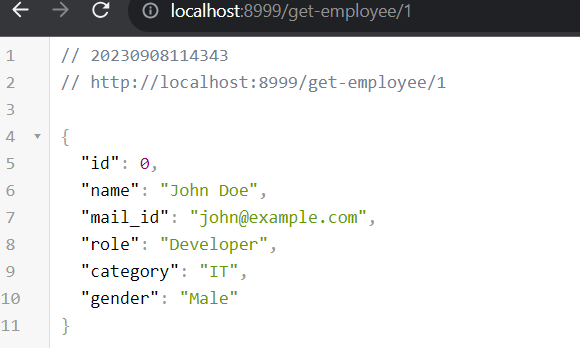 localhost:8999/get-employee/1
1 // 20230908114343
2 // http://localhost:8999/get-employee/1
3
4 {
5 "id": 0,
6 "name": "John Doe",
7 "mail_id": "john@example.com",
8 "role": "Developer",
9 "category": "IT",
10 "gender": "Male"
11 }